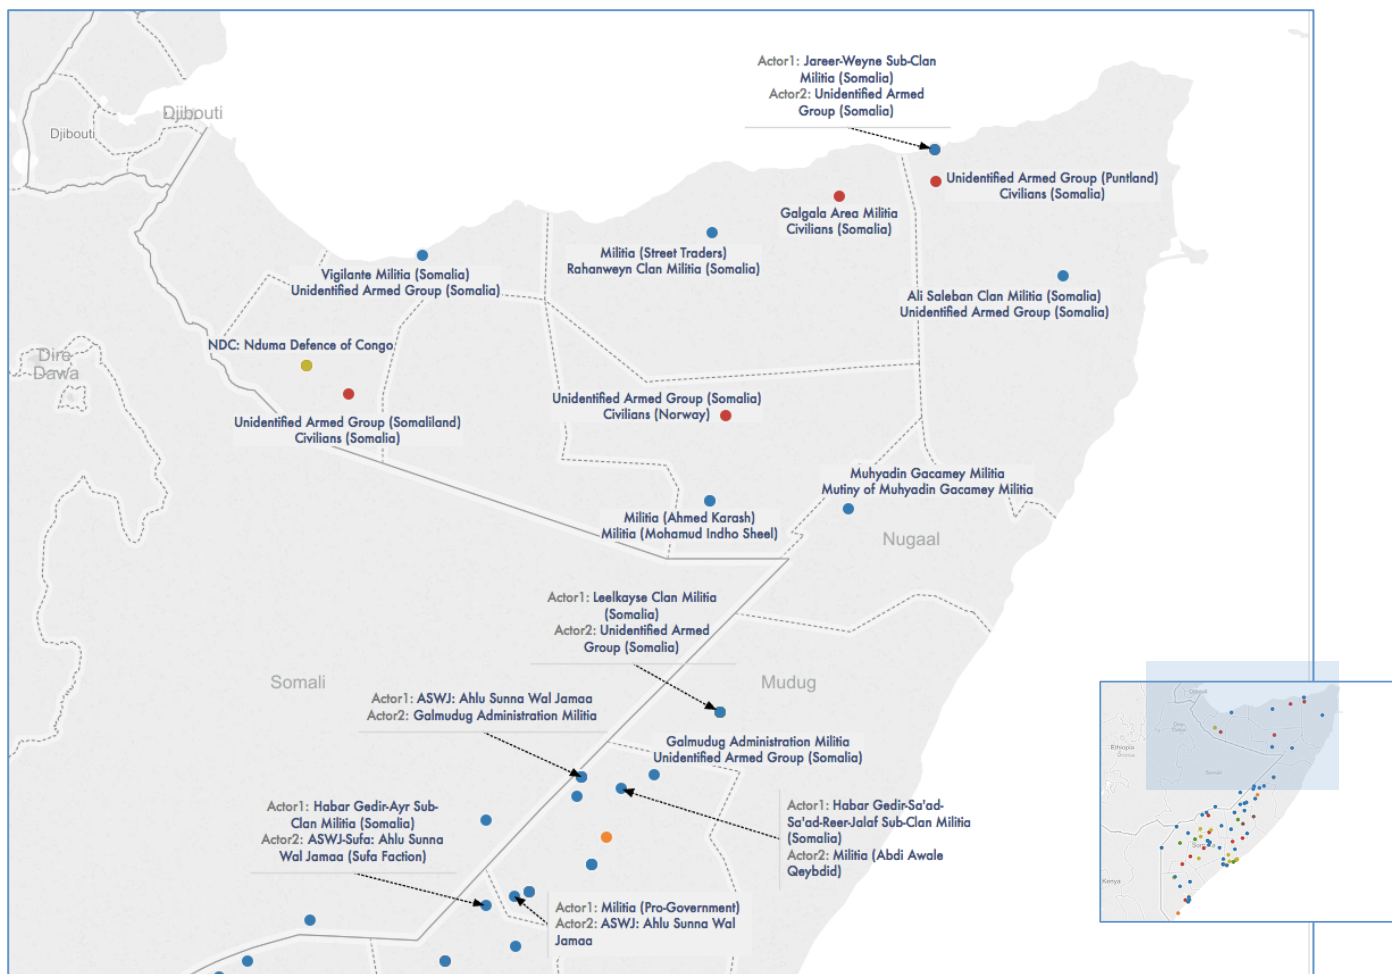 Actor1: Jareer-Weyne Sub-Clan
Militia (Somalia)
Actor2: Unidentified Armed
Group (Somalia)
Djibouti
Djibouti
Unidentified Armed Group (Puntland)
Civilians (Somalia)
Galgala Area Militia
Civilians (Somalia)
Militia (Street Traders)
Rahanweyn Clan Militia (Somalia)
Vigilante Militia (Somalia)
Unidentified Armed Group (Somalia)
Ali Saleban Clan Militia (Somalia)
Unidentified Armed Group (Somalia)
NDC: Nduma Defence of Congo
Dire
Dawa
Unidentified Armed Group (Somaliland)
Civilians (Somalia)
Unidentified Armed Group (Somalia)
Civilians (Norway)
Muhyadin Gacamey Militia
Mutiny of Muhyadin Gacamey Militia
Militia (Ahmed Karash)
Militia (Mohamud Indho Sheel)
Nugaal
Actor1: Leelkayse Clan Militia
(Somalia)
Actor2: Unidentified Armed
Group (Somalia)
Somali
Mudug
Actor1: ASWJ: Ahlu Sunna Wal Jamaa
Actor2: Galmudug Administration Militia
Galmudug Administration Militia
Unidentified Armed Group (Somalia)
Actor1: Habar Gedir-Ayr Sub-
Clan Militia (Somalia)
Actor2: ASWJ-Sufa: Ahlu Sunna
Wal Jamaa (Sufa Faction)
Actor1: Habar Gedir-Sa'ad-
Sa'ad-Reer-Jalaf Sub-Clan Militia
(Somalia)
Actor2: Militia (Abdi Awale
Qeybdid)
Actor1: Militia (Pro-Government)
Actor2: ASWJ: Ahlu Sunna Wal
Jamaa
Djibouti
Ethiopia
Somali
Kenya